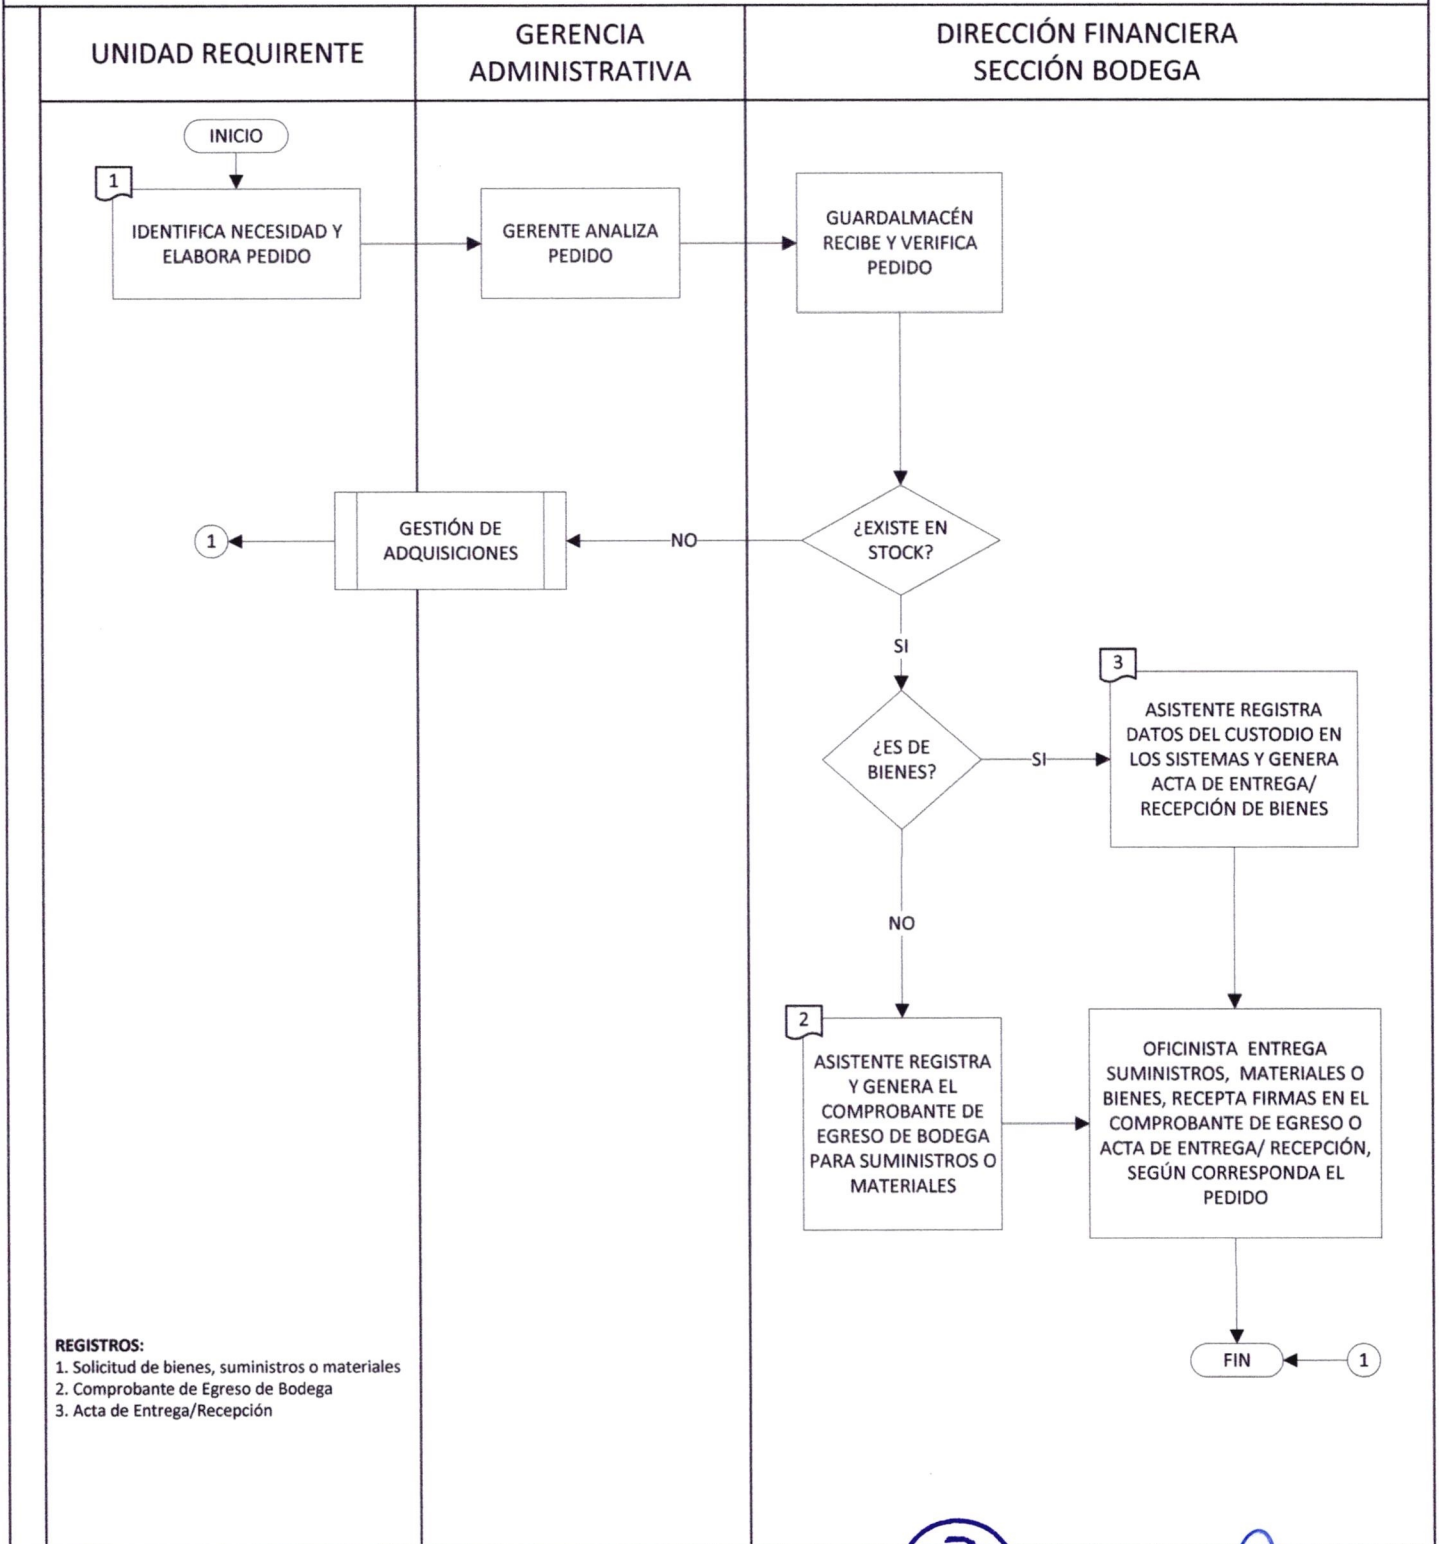 UNIDAD REQUIRENTE
GERENCIA
ADMINISTRATIVA
DIRECCIÓN FINANCIERA
SECCIÓN BODEGA
INICIO
1
IDENTIFICA NECESIDAD Y
ELABORA PEDIDO
GERENTE ANALIZA
PEDIDO
GUARDALMACÉN
RECIBE Y VERIFICA
PEDIDO
1
GESTIÓN DE
ADQUISICIONES
NO
¿EXISTE EN
STOCK?
SI
¿ES DE
BIENES?
SI
3
ASISTENTE REGISTRA
DATOS DEL CUSTODIO EN
LOS SISTEMAS Y GENERA
ACTA DE ENTREGA/
RECEPCIÓN DE BIENES
NO
2
ASISTENTE REGISTRA
Y GENERA EL
COMPROBANTE DE
EGRESO DE BODEGA
PARA SUMINISTROS O
MATERIALES
OFICINISTA ENTREGA
SUMINISTROS, MATERIALES O
BIENES, RECEPTA FIRMAS EN EL
COMPROBANTE DE EGRESO O
ACTA DE ENTREGA/ RECEPCIÓN,
SEGÚN CORRESPONDA EL
PEDIDO
FIN
1
REGISTROS:
1. Solicitud de bienes, suministros o materiales
2. Comprobante de Egreso de Bodega
3. Acta de Entrega/Recepción